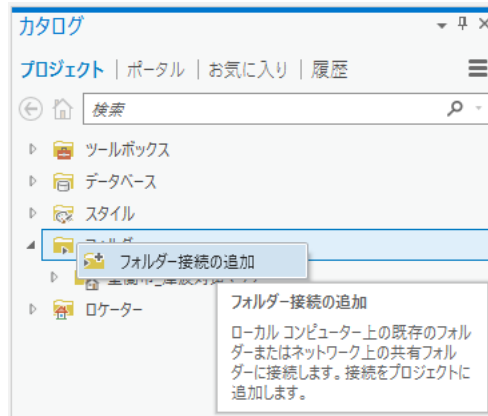 カタログ
プロジェクト | ポータル | お気に入り | 履歴
検索
ツールボックス
データベース
スタイル
フォルダー接続の追加
ロケーター
フォルダー接続の追加
ローカル コンピューター上の既存のフォル
ダーまたはネットワーク上の共有フォル
ダーに接続します。接続をプロジェクトに
追加します。